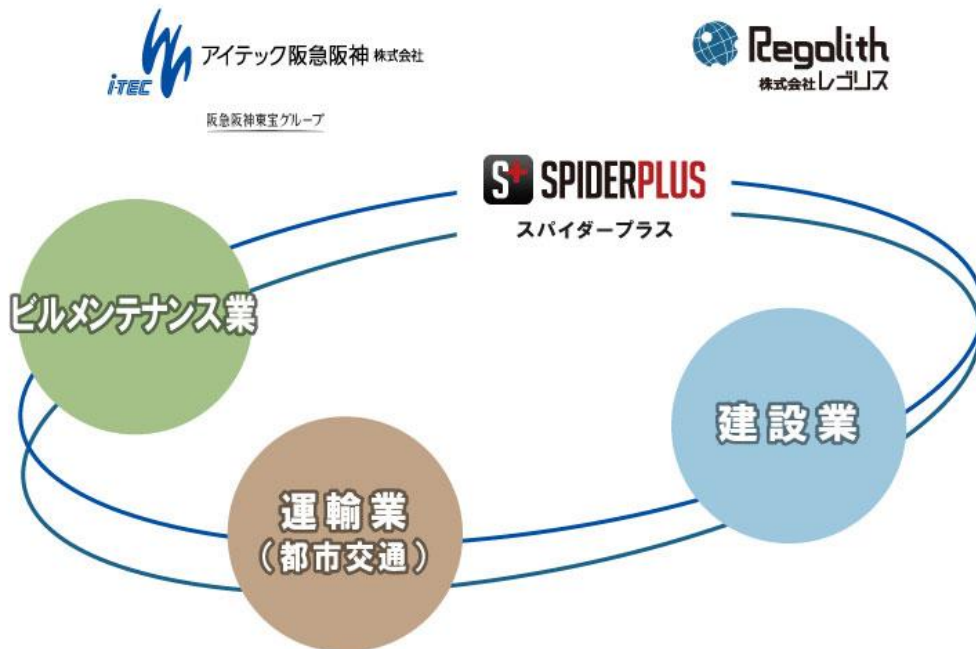 i-TEC
アイテック阪急阪神 株式会社
阪急阪神東宝グループ
Regolith
株式会社レゴリス
S+ SPIDERPLUS
スパイダープラス
ビルメンテナンス業
建設業
運輸業
(都市交通)